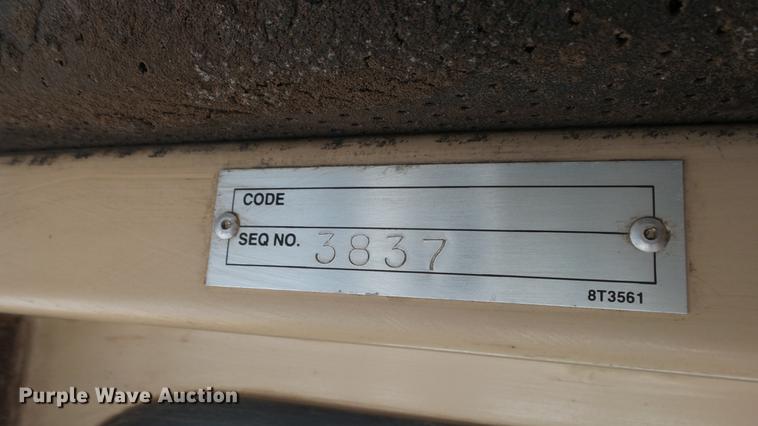 CODE
SEQ NO. 3837
8T3561
Purple Wave Auction